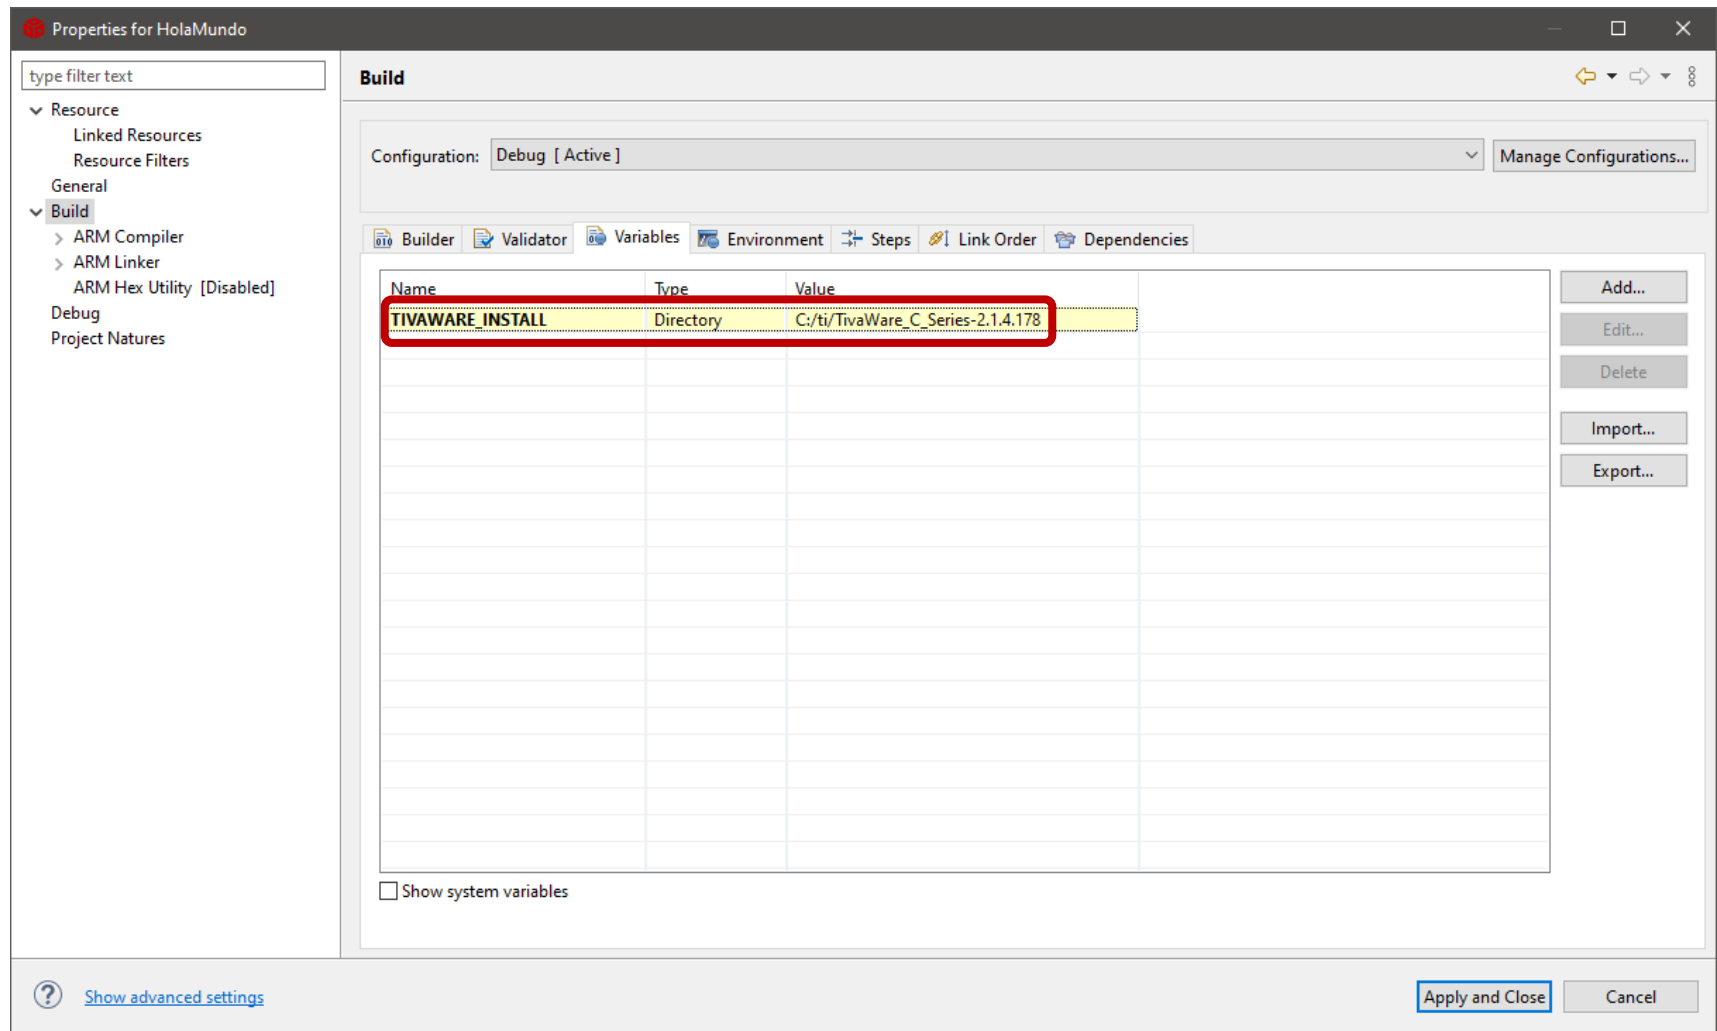 Properties for HolaMundo
type filter text
Resource
Linked Resources
Resource Filters
General
Build
ARM Compiler
ARM Linker
ARM Hex Utility [Disabled]
Debug
Project Natures
Build
Configuration: Debug [ Active ] Manage Configurations...
Builder Validator Variables Environment Steps Link Order Dependencies
Name Type Value
TIVAWARE_INSTALL Directory C:/ti/TivaWare_C_Series-2.1.4.178
Add...
Edit...
Delete
Import...
Export...
Show system variables
Show advanced settings
Apply and Close Cancel